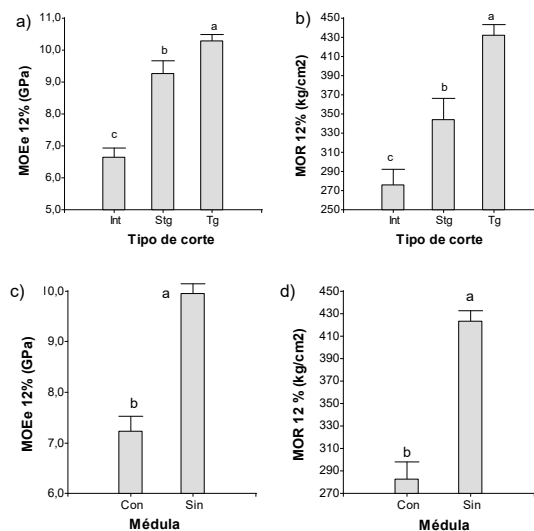 a)
MOEe 12% (GPa)
10,0
9,0
8,0
7,0
6,0
5,0
c
b
a
Int
Stg
Tg
Tipo de corte
b)
MOR 12% (kg/cm2)
450
430
410
390
370
350
330
310
290
270
250
c
b
a
Int
Stg
Tg
Tipo de corte
c)
MOEe 12% (GPa)
10,0
9,0
8,0
7,0
6,0
b
a
Con
Sin
Médula
d)
MOR 12 % (kg/cm2)
450
430
410
390
370
350
330
310
290
270
b
a
Con
Sin
Médula